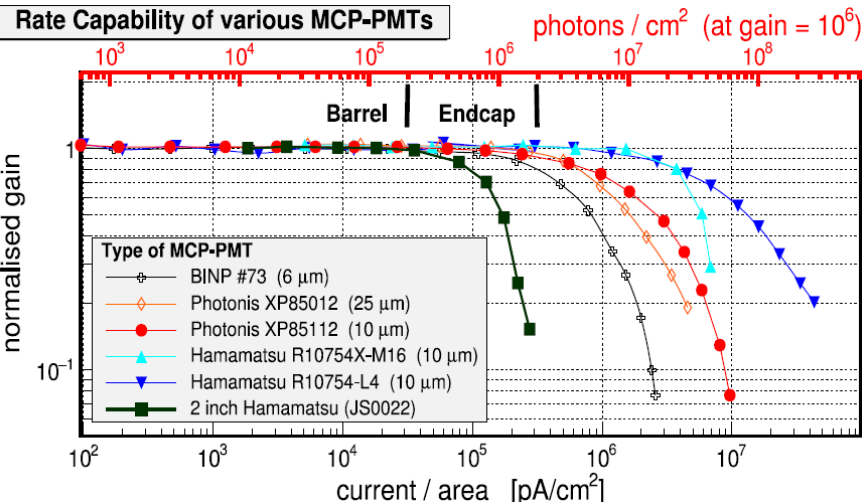 Rate Capability of various MCP-PMTs
photons / cm² (at gain = 10⁶)
10³ 10⁴ 10⁵ 10⁶ 10⁷ 10⁸
Barrel Endcap
normalised gain
1
10⁻¹
Type of MCP-PMT
BINP #73 (6 μm)
Photonis XP85012 (25 μm)
Photonis XP85112 (10 μm)
Hamamatsu R10754X-M16 (10 μm)
Hamamatsu R10754-L4 (10 μm)
2 inch Hamamatsu (JS0022)
10² 10³ 10⁴ 10⁵ 10⁶ 10⁷
current / area [pA/cm²]